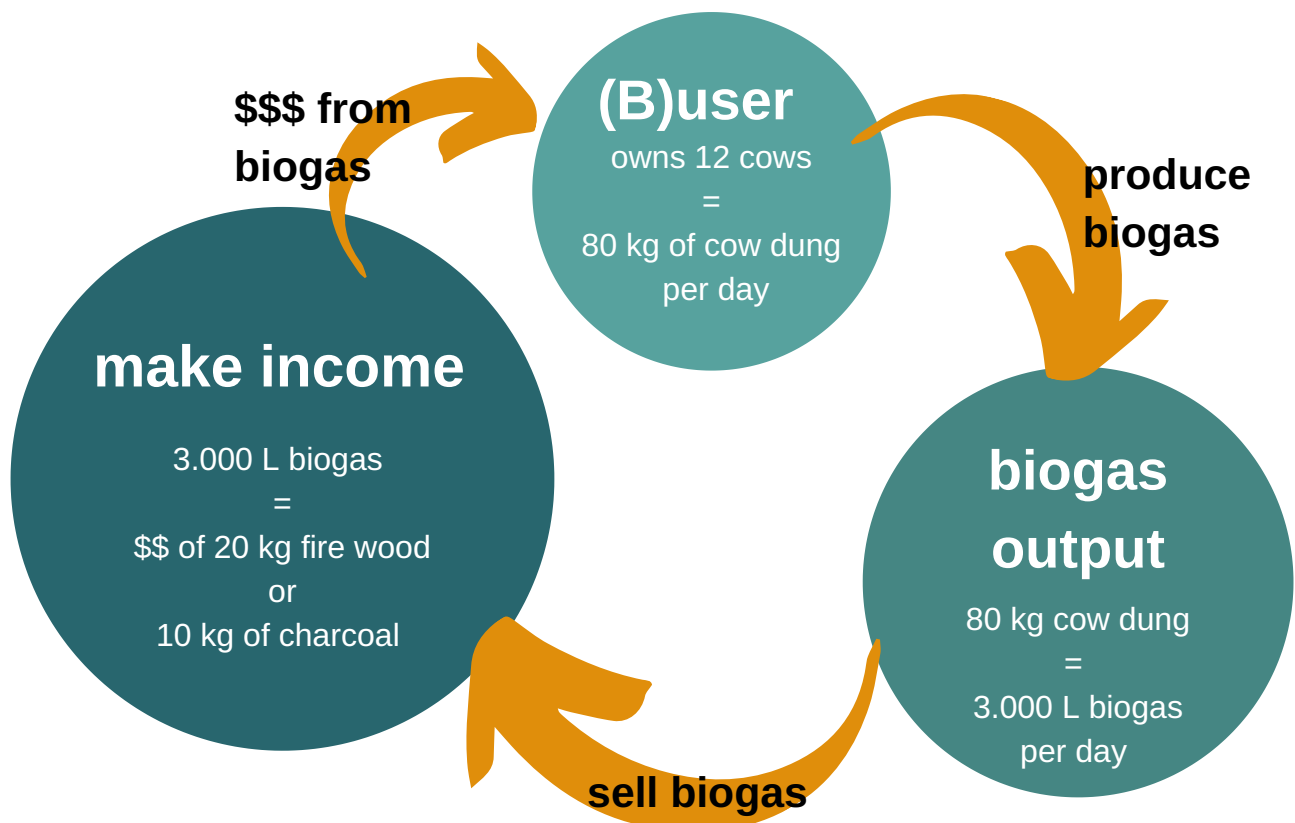 $$$ from
biogas
(B)user
owns 12 cows
=
80 kg of cow dung
per day
produce
biogas
biogas
output
80 kg cow dung
=
3.000 L biogas
per day
sell biogas
make income
3.000 L biogas
=
$$ of 20 kg fire wood
or
10 kg of charcoal